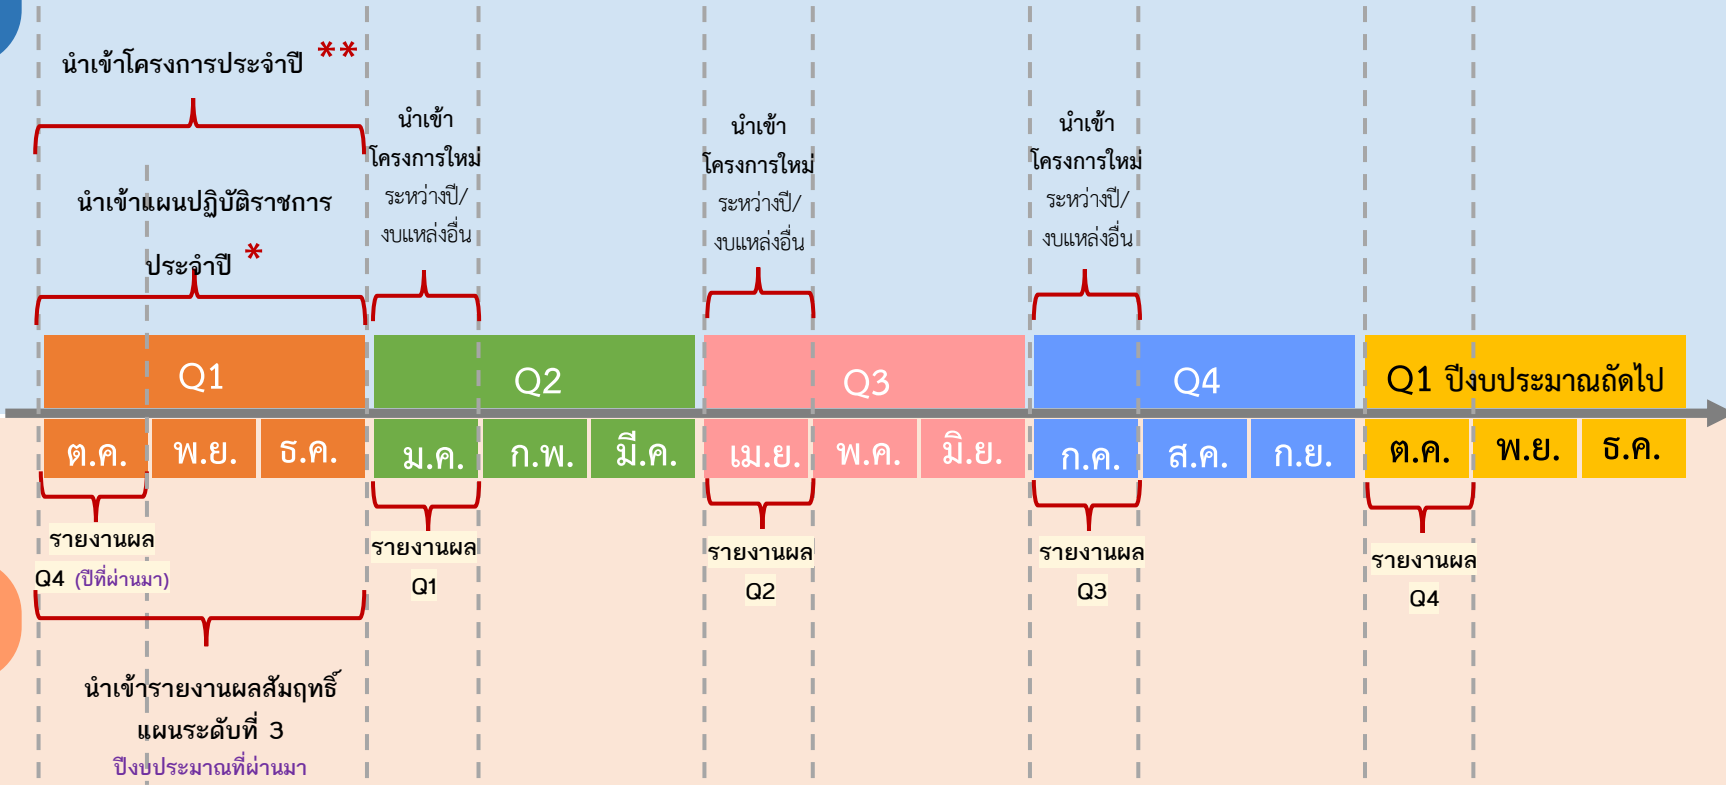 นำเข้าโครงการประจำปี **
นำเข้าแผนปฏิบัติราชการ
ประจำปี *
นำเข้า
โครงการใหม่
ระหว่างปี/
งบแหล่งอื่น
นำเข้า
โครงการใหม่
ระหว่างปี/
งบแหล่งอื่น
นำเข้า
โครงการใหม่
ระหว่างปี/
งบแหล่งอื่น
Q1
Q2
Q3
Q4
Q1 ปีงบประมาณถัดไป
ต.ค. พ.ย. ธ.ค.
ม.ค. ก.พ. มี.ค.
เม.ย. พ.ค. มิ.ย.
ก.ค. ส.ค. ก.ย.
ต.ค. พ.ย. ธ.ค.
รายงานผล
Q4 (ปีที่ผ่านมา)
รายงานผล
Q1
รายงานผล
Q2
รายงานผล
Q3
รายงานผล
Q4
นำเข้ารายงานผลสัมฤทธิ์
แผนระดับที่ 3
ปีงบประมาณที่ผ่านมา